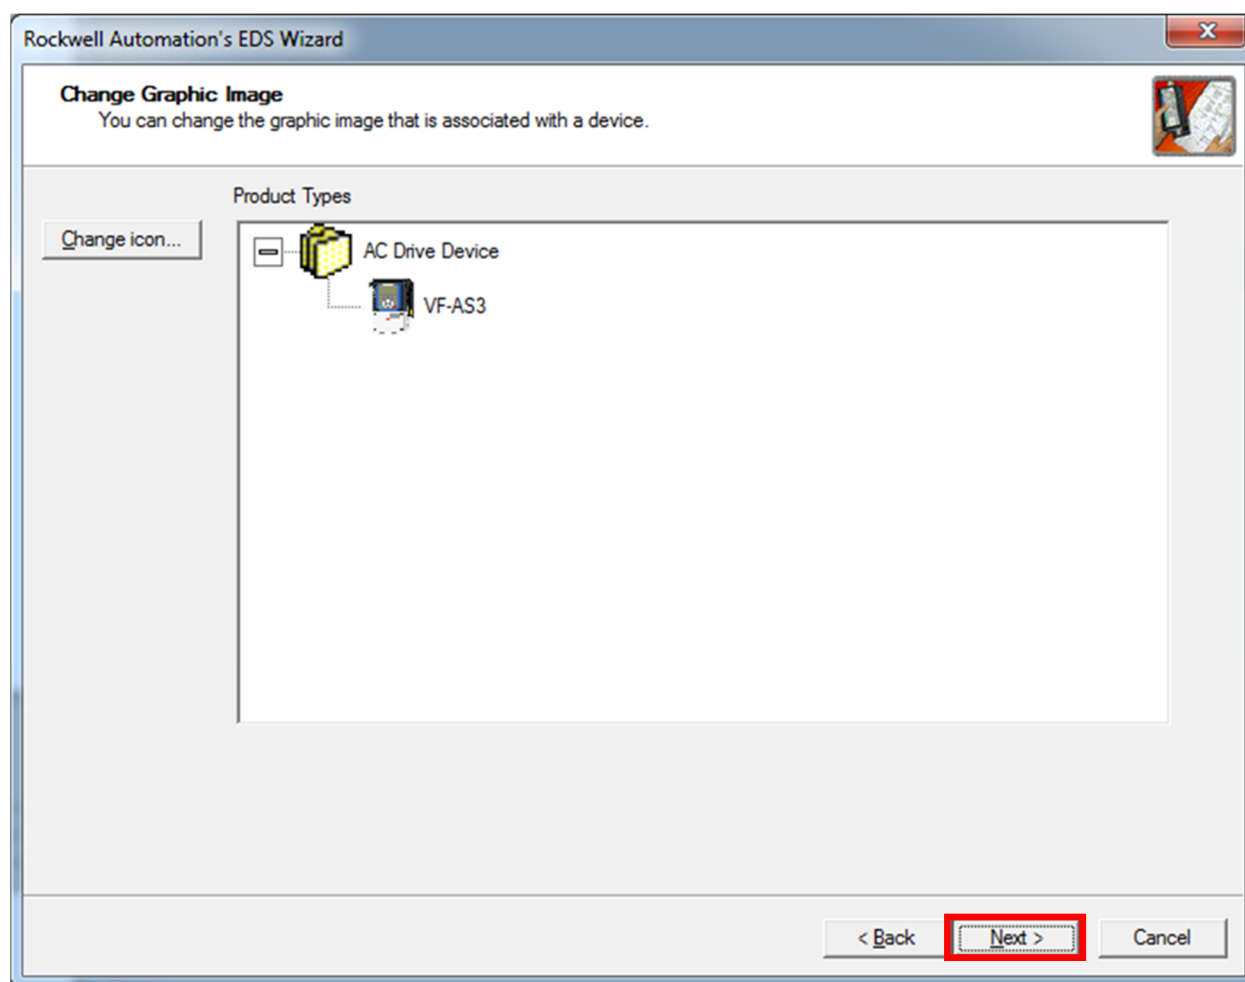 Rockwell Automation's EDS Wizard
Change Graphic Image
You can change the graphic image that is associated with a device.
Product Types
Change icon...
AC Drive Device
VF-AS3
< Back
Next >
Cancel